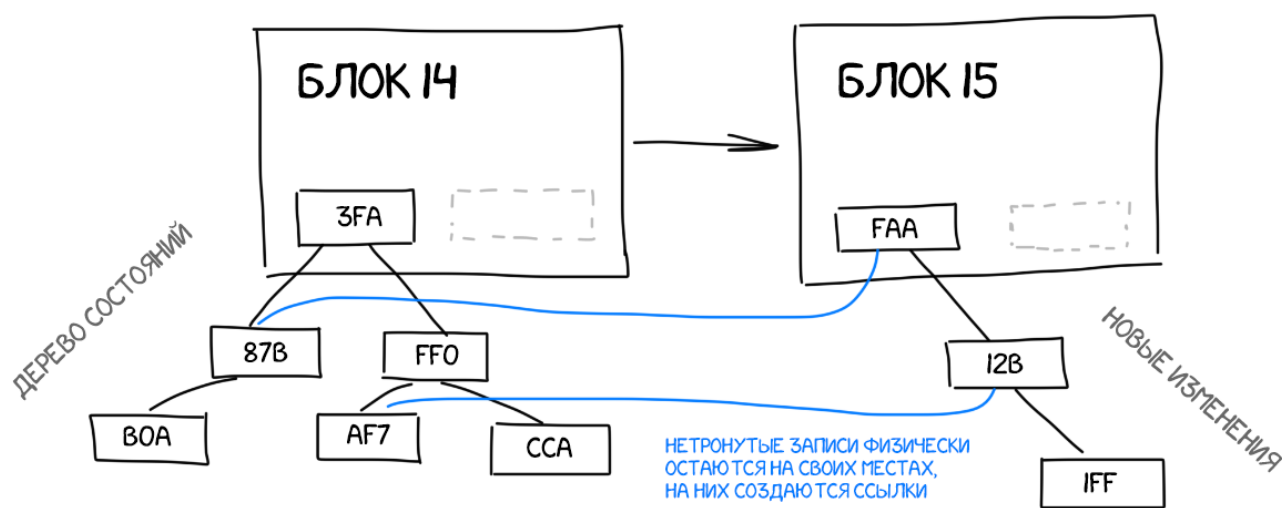 БЛОК 14
БЛОК 15
3FA
FAA
ДЕРЕВО СОСТОЯНИЙ
НОВЫЕ ИЗМЕНЕНИЯ
87B
FF0
12B
B0A
AF7
CCA
1FF
НЕТРОНУТЫЕ ЗАПИСИ ФИЗИЧЕСКИ
ОСТАЮТСЯ НА СВОИХ МЕСТАХ,
НА НИХ СОЗДАЮТСЯ ССЫЛКИ